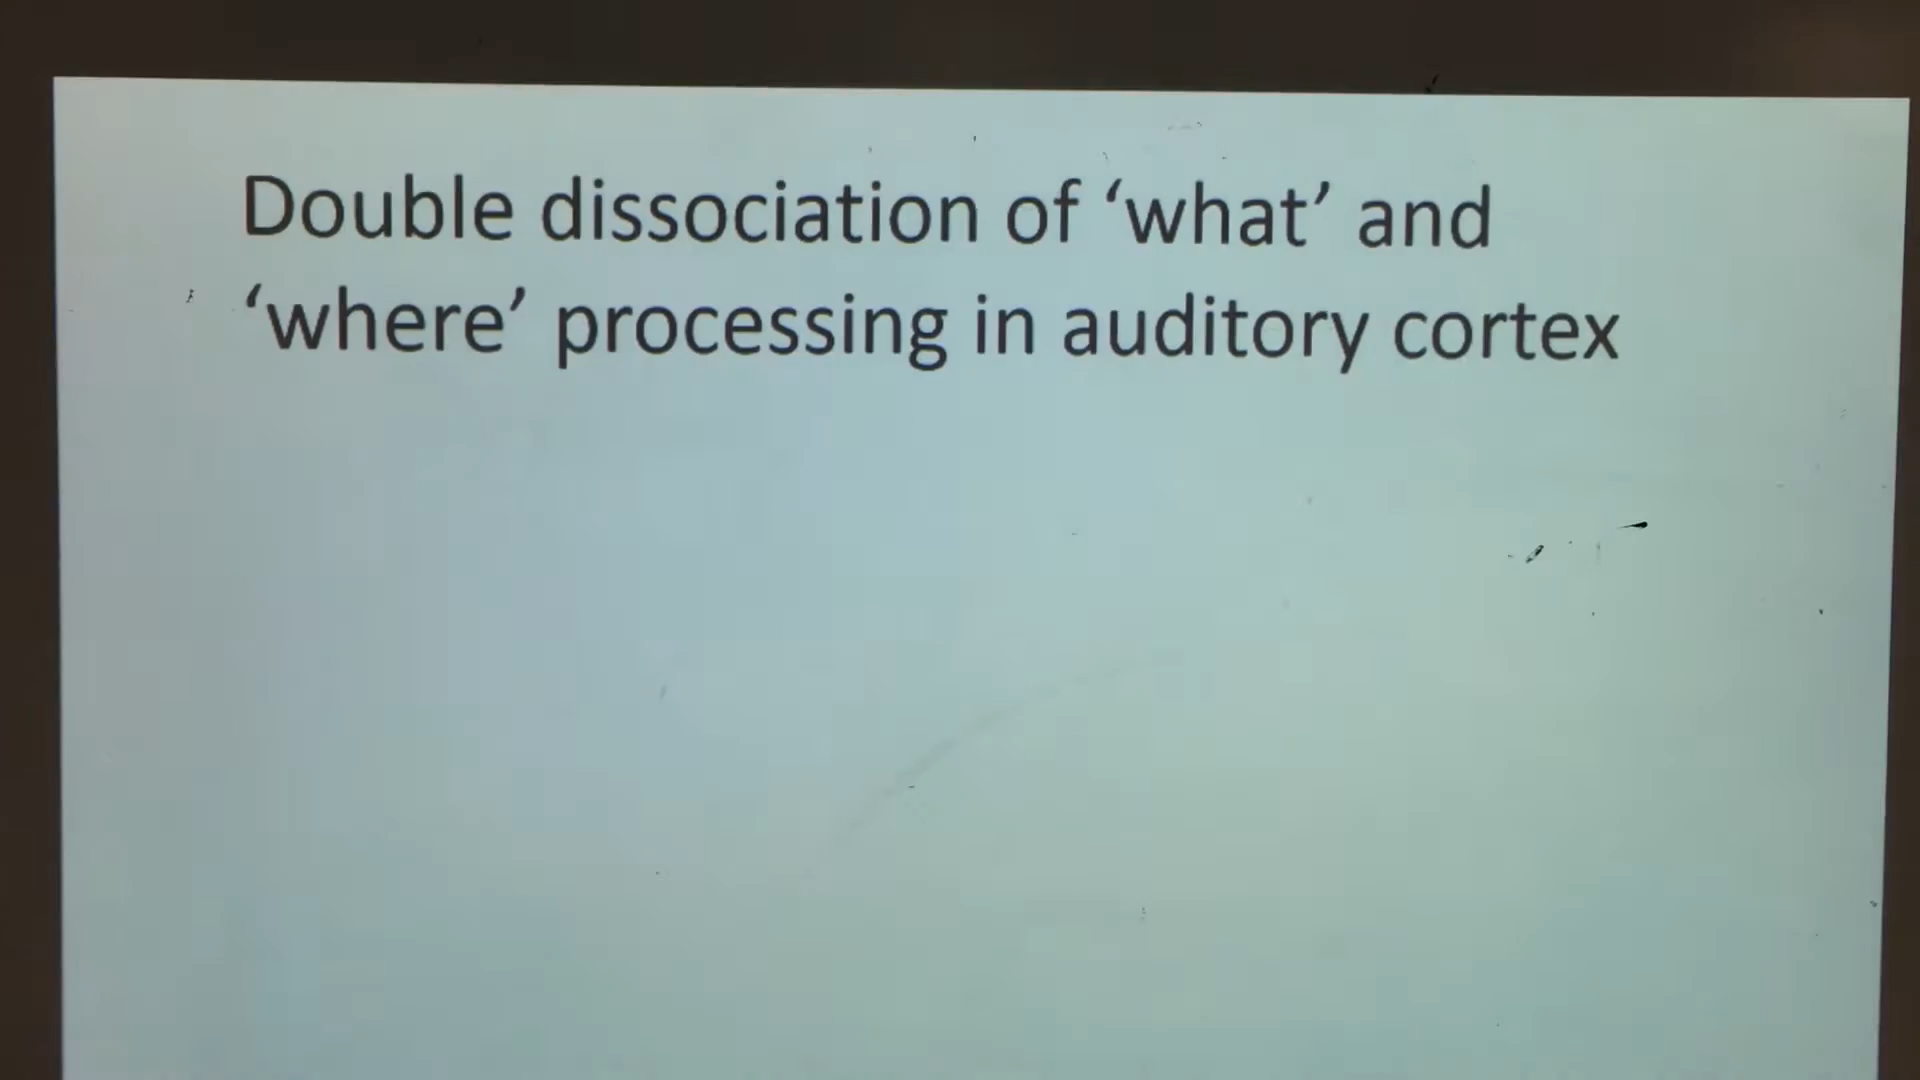 Double dissociation of ‘what’ and
‘where’ processing in auditory cortex